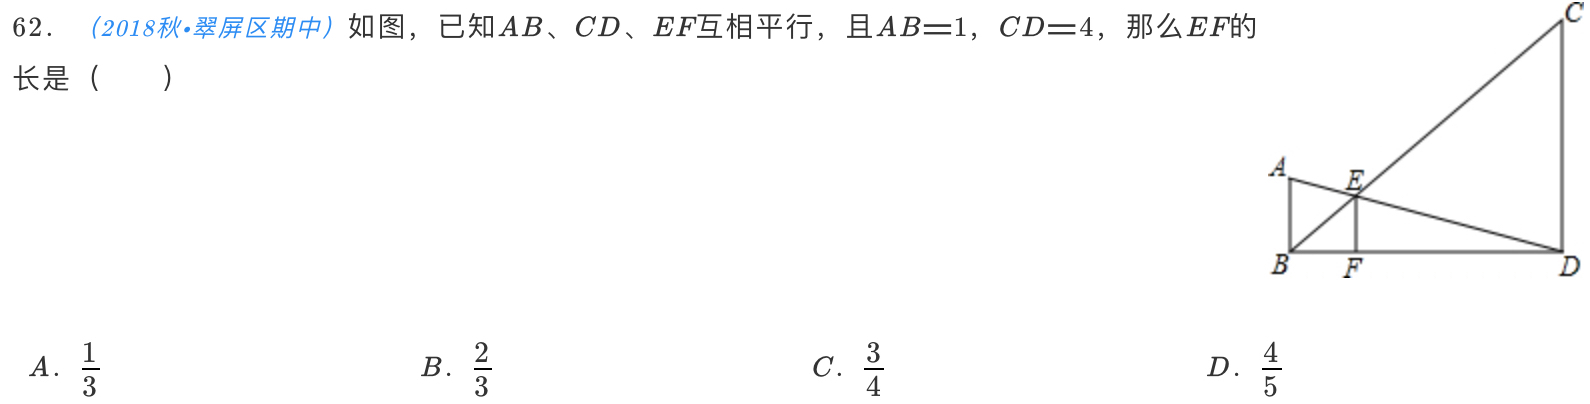 62. (2018秋•翠屏区期中)如图，已知AB、CD、EF互相平行，且AB=1，CD=4，那么EF的
长是（　　）
C
A
E
B
F
D
A. 1/3
B. 2/3
C. 3/4
D. 4/5